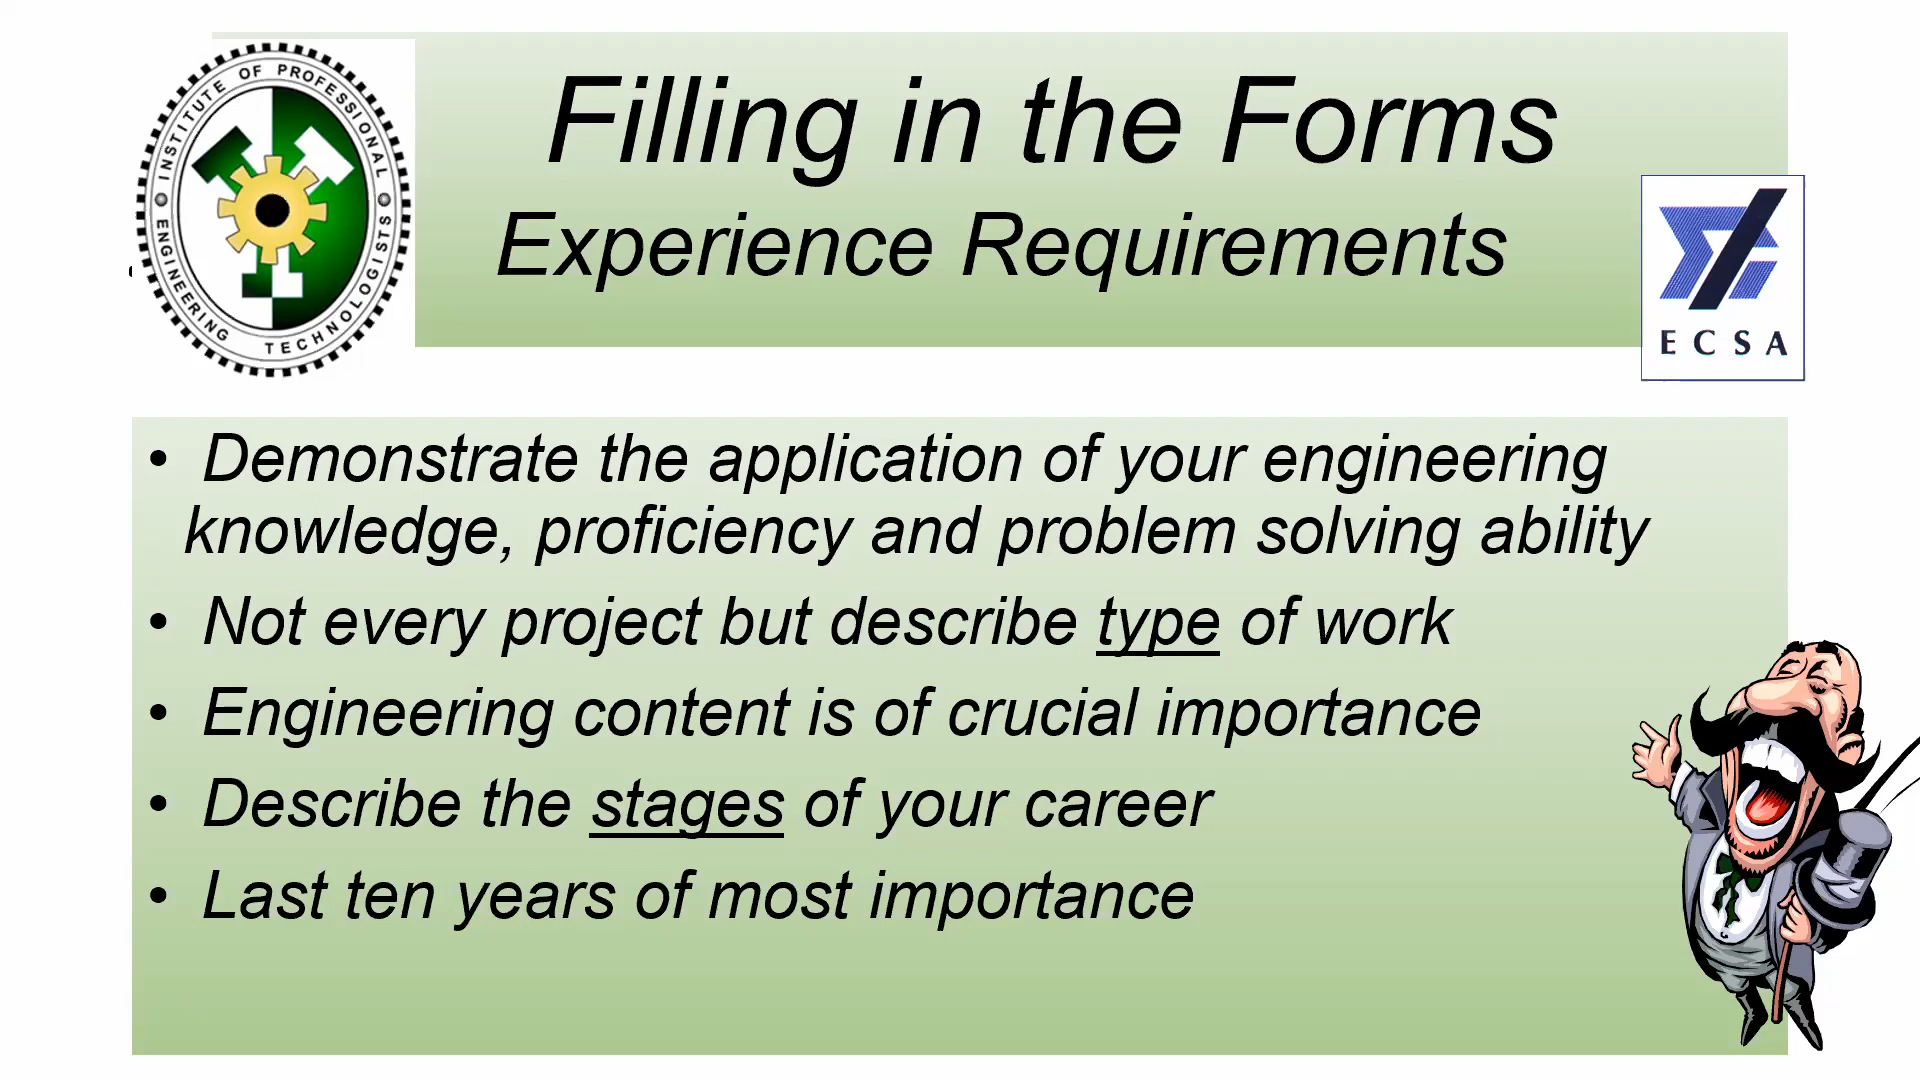 INSTITUTE OF PROFESSIONAL
ENGINEERING TECHNOLOGISTS
Filling in the Forms
Experience Requirements
ECSA
• Demonstrate the application of your engineering
knowledge, proficiency and problem solving ability
• Not every project but describe type of work
• Engineering content is of crucial importance
• Describe the stages of your career
• Last ten years of most importance